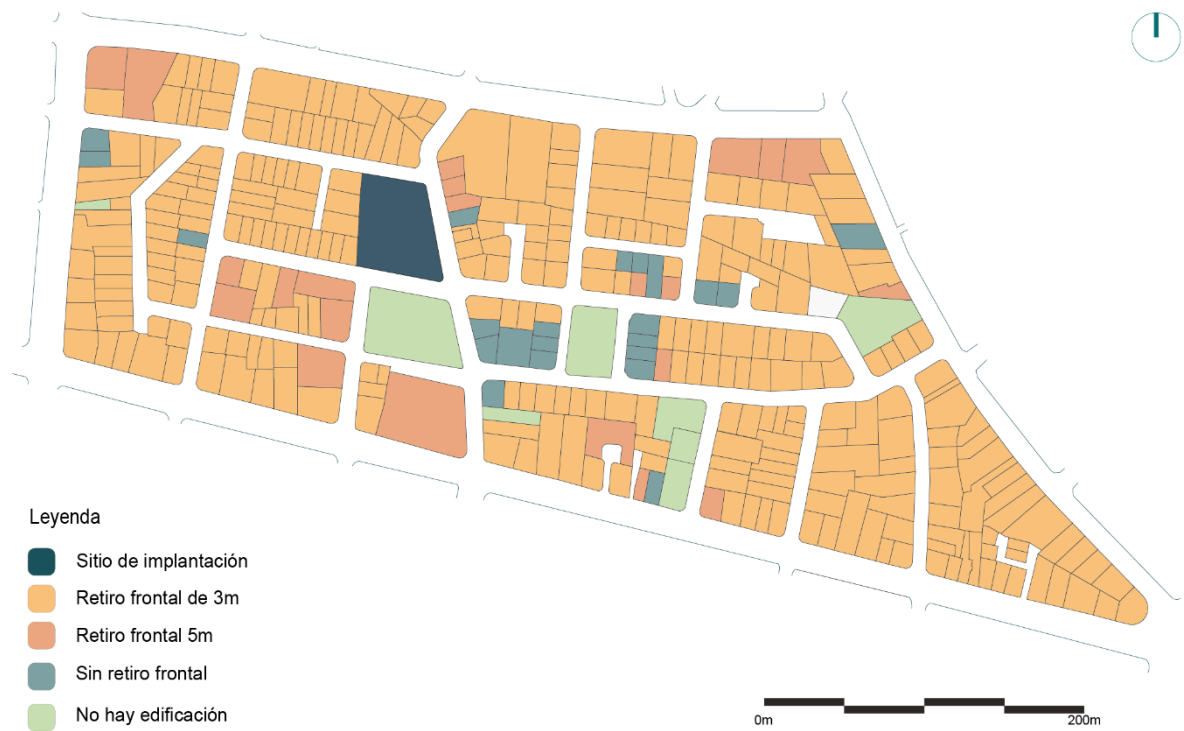 Leyenda
Sitio de implantación
Retiro frontal de 3m
Retiro frontal 5m
Sin retiro frontal
No hay edificación
0m
200m